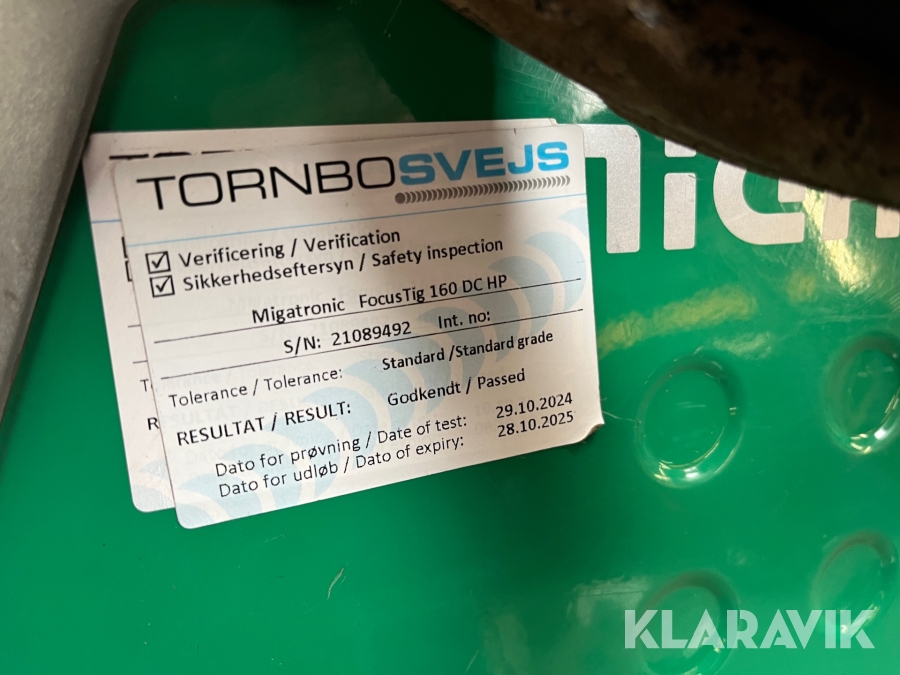 TORNBOSVEJS
☑ Verificering / Verification
☑ Sikkerhedseftersyn / Safety inspection
Migatronic FocusTig 160 DC HP
S/N: 21089492 Int. no:
Tolerance / Tolerance: Standard /Standard grade
RESULTAT / RESULT: Godkendt / Passed
Dato for prøvning / Date of test: 29.10.2024
Dato for udløb / Date of expiry: 28.10.2025
KLARAVIK